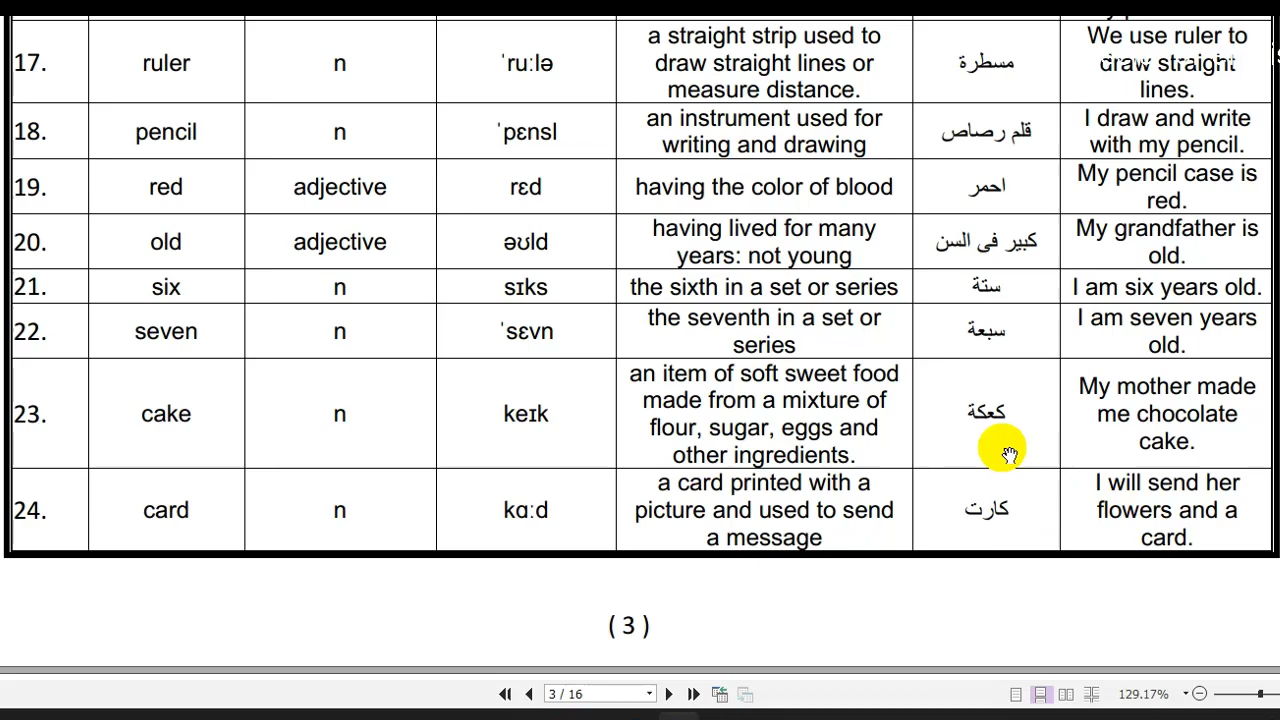 17. ruler n ˈruːlə a straight strip used to draw straight lines or measure distance. مسطرة We use ruler to draw straight lines.
18. pencil n ˈpɛnsl an instrument used for writing and drawing قلم رصاص I draw and write with my pencil.
19. red adjective rɛd having the color of blood احمر My pencil case is red.
20. old adjective əʊld having lived for many years: not young كبير فى السن My grandfather is old.
21. six n sɪks the sixth in a set or series ستة I am six years old.
22. seven n ˈsɛvn the seventh in a set or series سبعة I am seven years old.
23. cake n keɪk an item of soft sweet food made from a mixture of flour, sugar, eggs and other ingredients. كعكة My mother made me chocolate cake.
24. card n kɑːd a card printed with a picture and used to send a message كارت I will send her flowers and a card.
( 3 )
3 / 16
129.17%